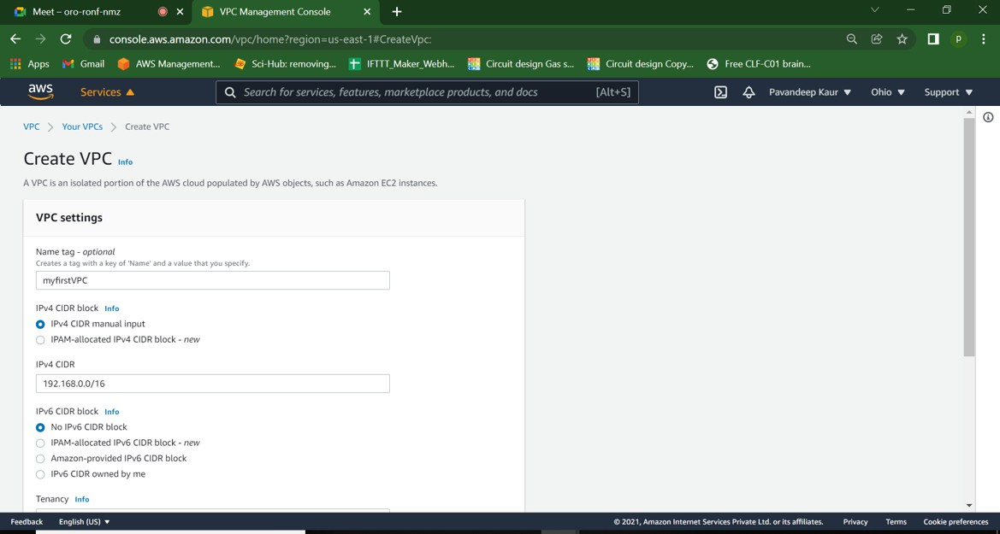 Meet – oro-ronf-nmz
VPC Management Console
console.aws.amazon.com/vpc/home?region=us-east-1#CreateVpc:
p
Apps
Gmail
AWS Management...
Sci-Hub: removing...
IFTTT_Maker_Webh...
Circuit design Gas s...
Circuit design Copy...
Free CLF-C01 brain...
aws
Services
Search for services, features, marketplace products, and docs
[Alt+S]
Pavandeep Kaur
Ohio
Support
VPC
Your VPCs
Create VPC
Create VPC Info
A VPC is an isolated portion of the AWS cloud populated by AWS objects, such as Amazon EC2 instances.
VPC settings
Name tag - optional
Creates a tag with a key of 'Name' and a value that you specify.
myfirstVPC
IPv4 CIDR block Info
IPv4 CIDR manual input
IPAM-allocated IPv4 CIDR block - new
IPv4 CIDR
192.168.0.0/16
IPv6 CIDR block Info
No IPv6 CIDR block
IPAM-allocated IPv6 CIDR block - new
Amazon-provided IPv6 CIDR block
IPv6 CIDR owned by me
Tenancy Info
Feedback
English (US)
© 2021, Amazon Internet Services Private Ltd. or its affiliates.
Privacy
Terms
Cookie preferences